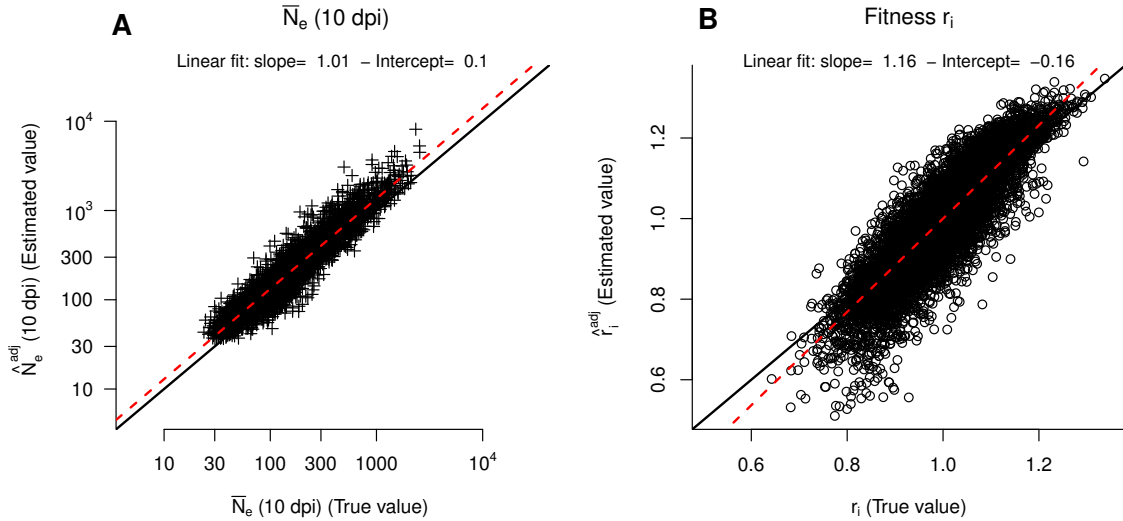 A
N̅ₑ (10 dpi)
Linear fit: slope= 1.01 − Intercept= 0.1
N̂ₑᵃᵈʲ (10 dpi) (Estimated value)
10⁴
10³
300
100
30
10
10 30 100 300 1000 10⁴
N̅ₑ (10 dpi) (True value)
B
Fitness rᵢ
Linear fit: slope= 1.16 − Intercept= −0.16
r̂ᵢᵃᵈʲ (Estimated value)
1.2
1.0
0.8
0.6
0.6 0.8 1.0 1.2
rᵢ (True value)